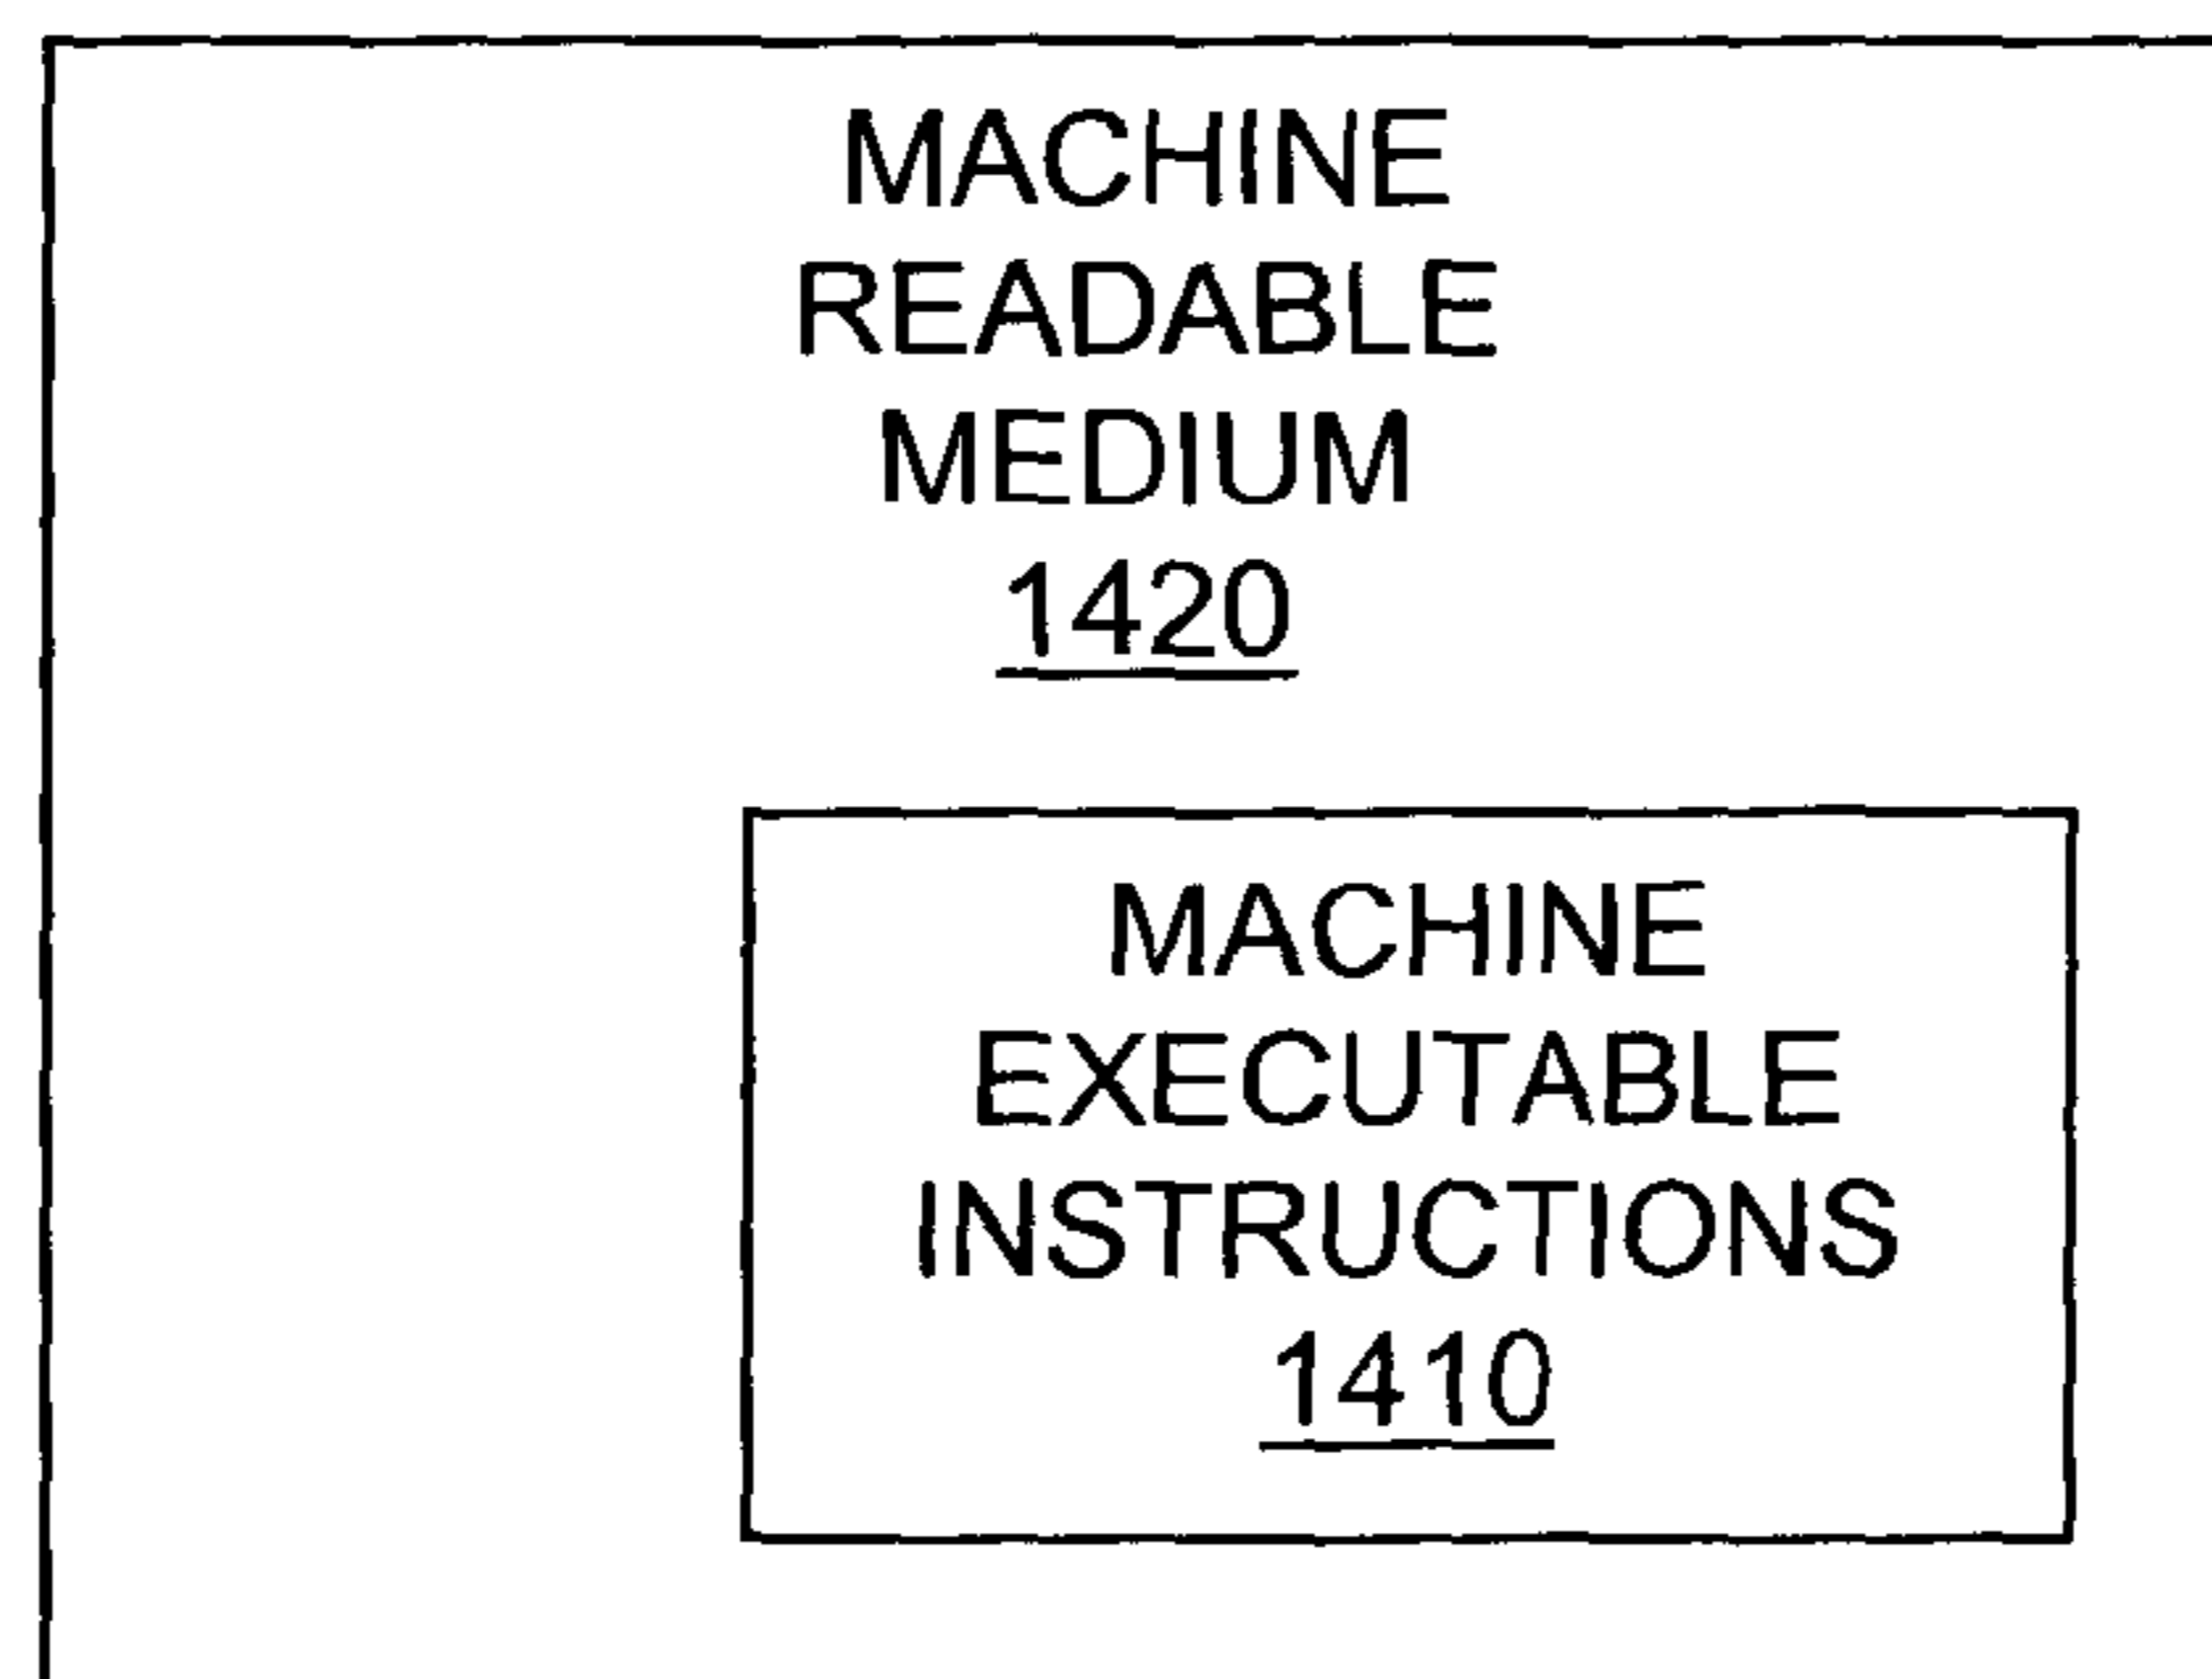 MACHINE
READABLE
MEDIUM
1420
MACHINE
EXECUTABLE
INSTRUCTIONS
1410